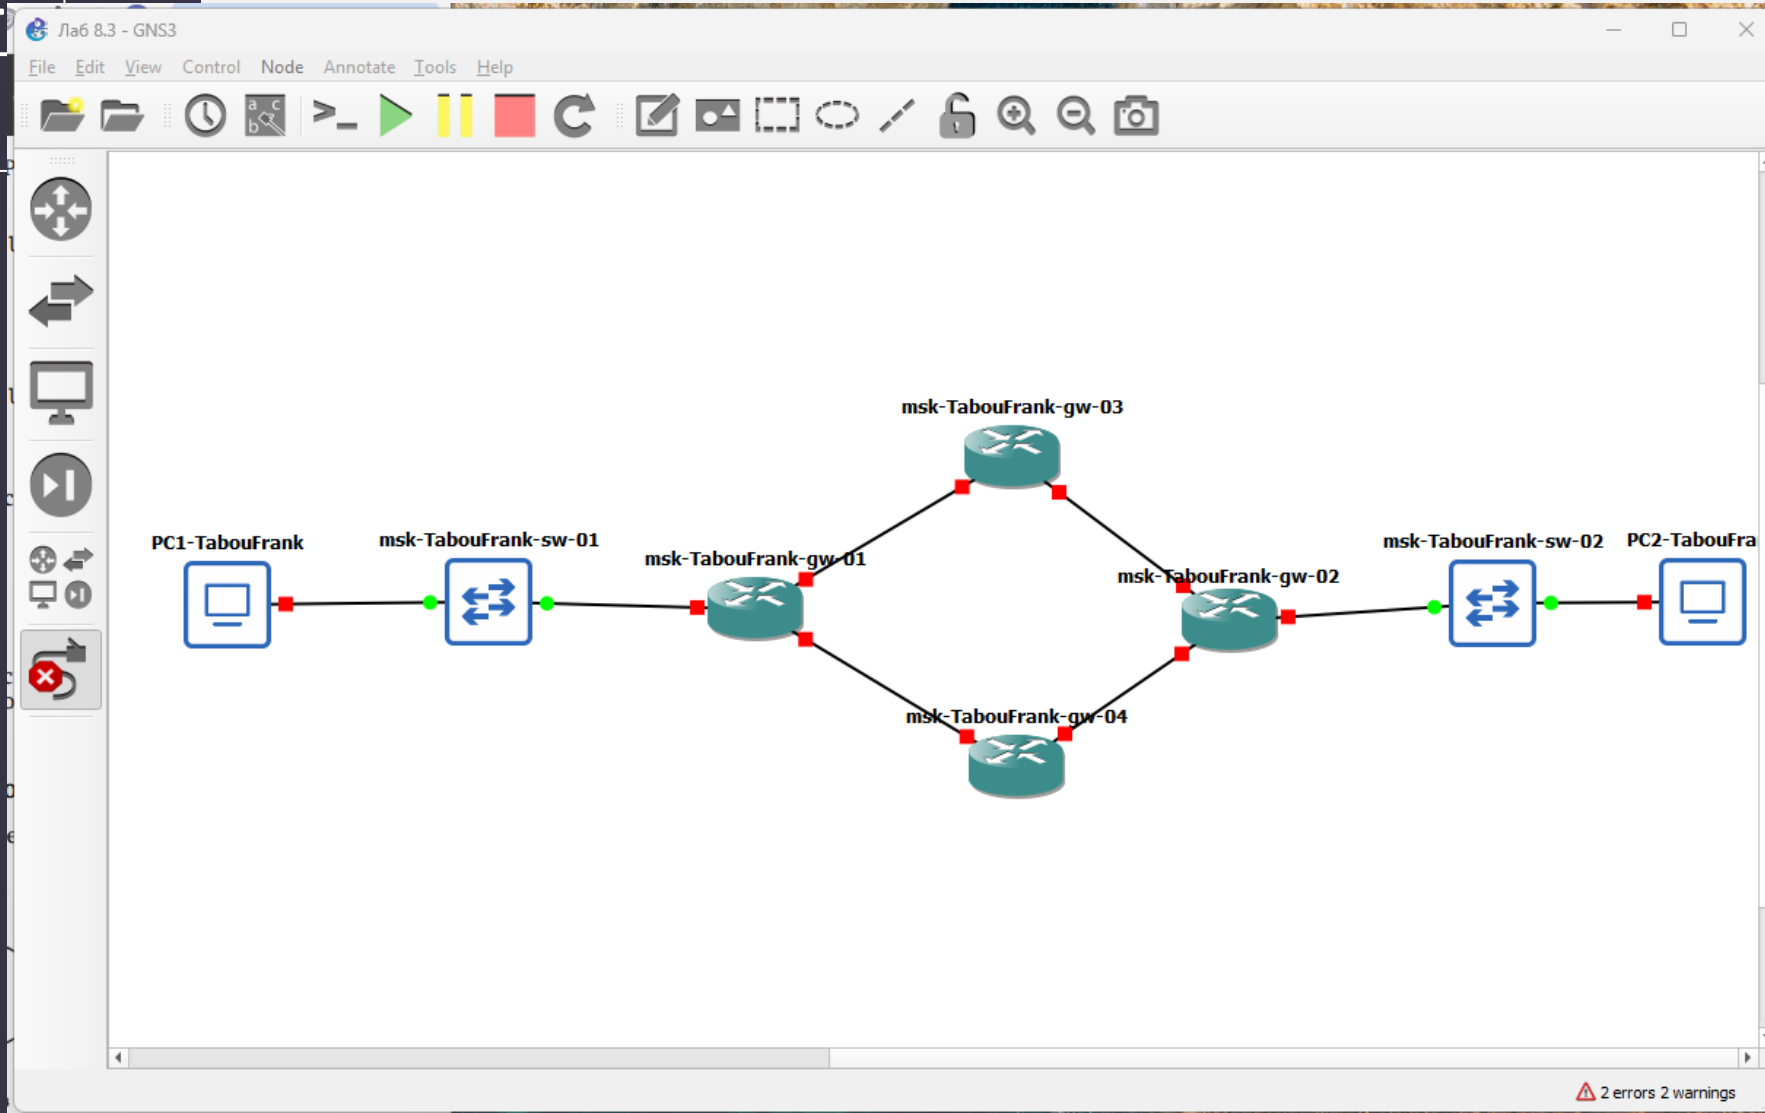 Лаб 8.3 - GNS3
File Edit View Control Node Annotate Tools Help
msk-TabouFrank-gw-03
PC1-TabouFrank
msk-TabouFrank-sw-01
msk-TabouFrank-gw-01
msk-TabouFrank-gw-02
msk-TabouFrank-sw-02
PC2-TabouFra
msk-TabouFrank-gw-04
2 errors 2 warnings